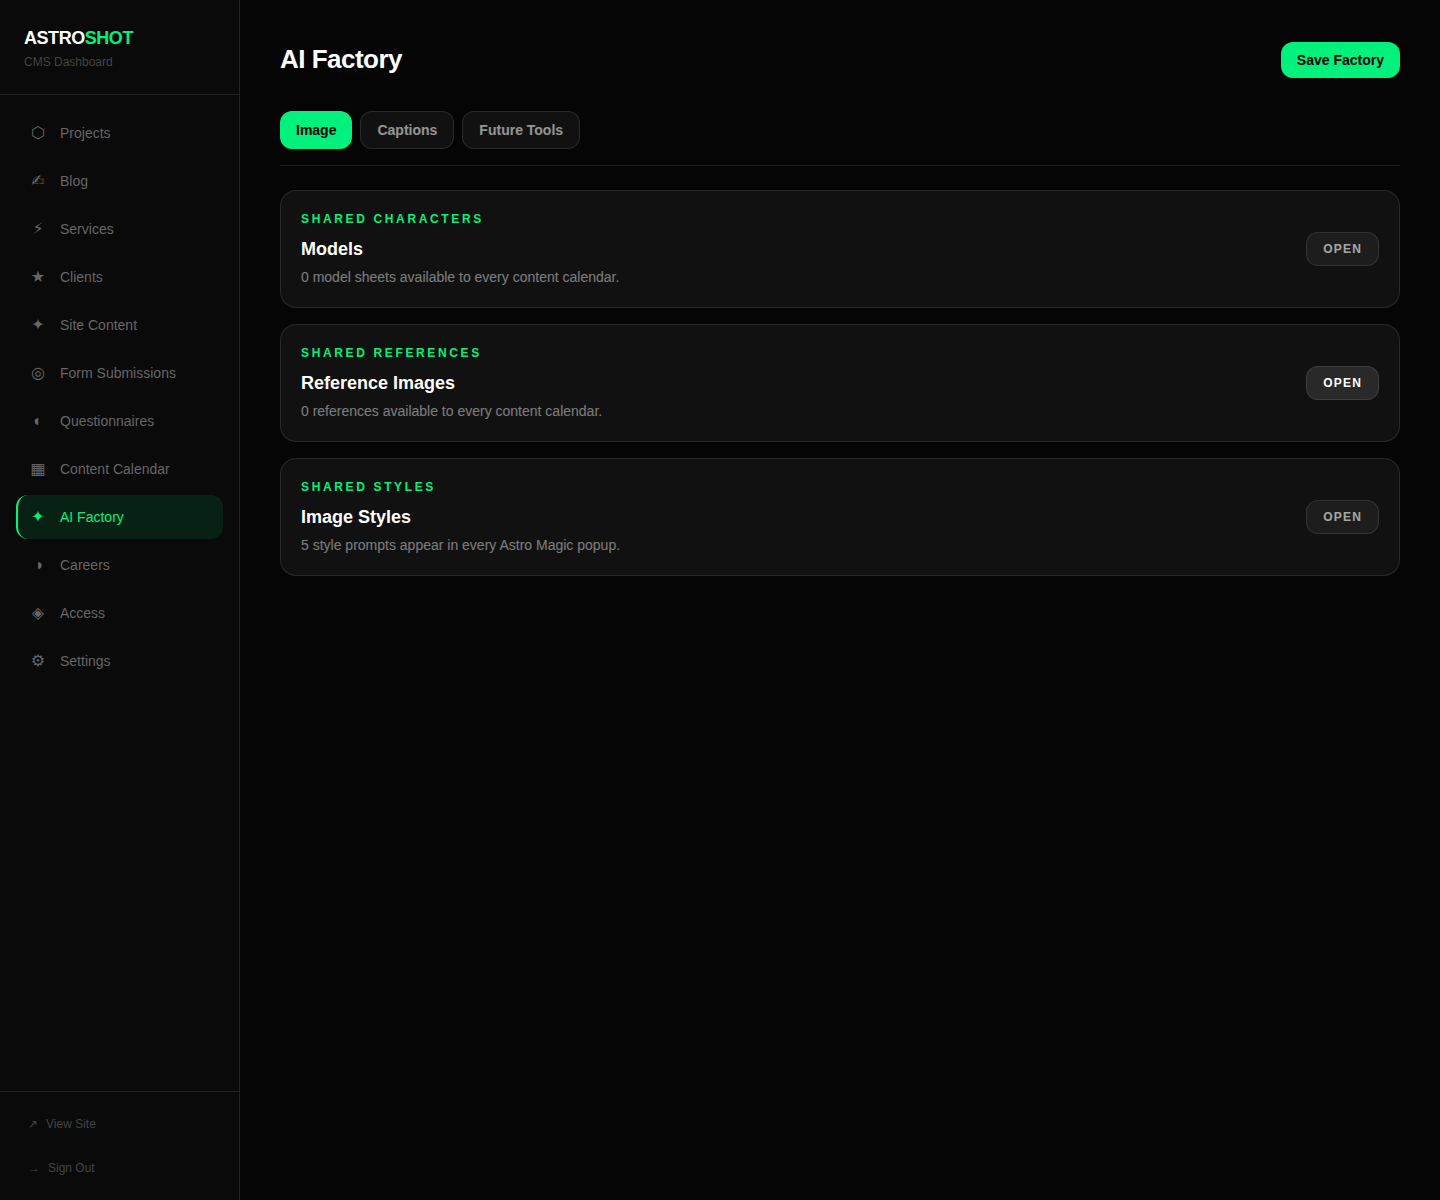 ASTROSHOT
CMS Dashboard
Projects
Blog
Services
Clients
Site Content
Form Submissions
Questionnaires
Content Calendar
AI Factory
Careers
Access
Settings
View Site
Sign Out
AI Factory
Save Factory
Image
Captions
Future Tools
SHARED CHARACTERS
Models
0 model sheets available to every content calendar.
OPEN
SHARED REFERENCES
Reference Images
0 references available to every content calendar.
OPEN
SHARED STYLES
Image Styles
5 style prompts appear in every Astro Magic popup.
OPEN